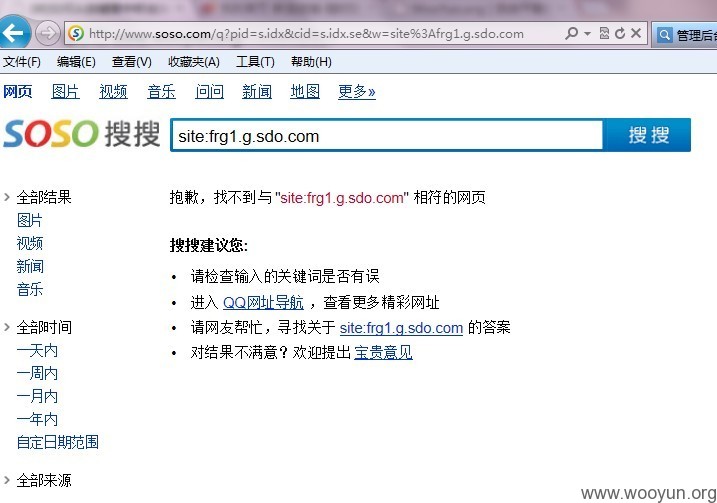 http://www.soso.com/q?pid=s.idx&cid=s.idx.se&w=site%3Afrg1.g.sdo.com
管理后台
文件(F) 编辑(E) 查看(V) 收藏夹(A) 工具(T) 帮助(H)
网页 图片 视频 音乐 问问 新闻 地图 更多»
SOSO 搜搜 site:frg1.g.sdo.com 搜 搜
全部结果
图片
视频
新闻
音乐
全部时间
一天内
一周内
一月内
一年内
自定日期范围
全部来源
抱歉，找不到与 "site:frg1.g.sdo.com" 相符的网页
搜搜建议您:
• 请检查输入的关键词是否有误
• 进入 QQ网址导航 ，查看更多精彩网址
• 请网友帮忙，寻找关于 site:frg1.g.sdo.com 的答案
• 对结果不满意？欢迎提出 宝贵意见
www.wooyun.org